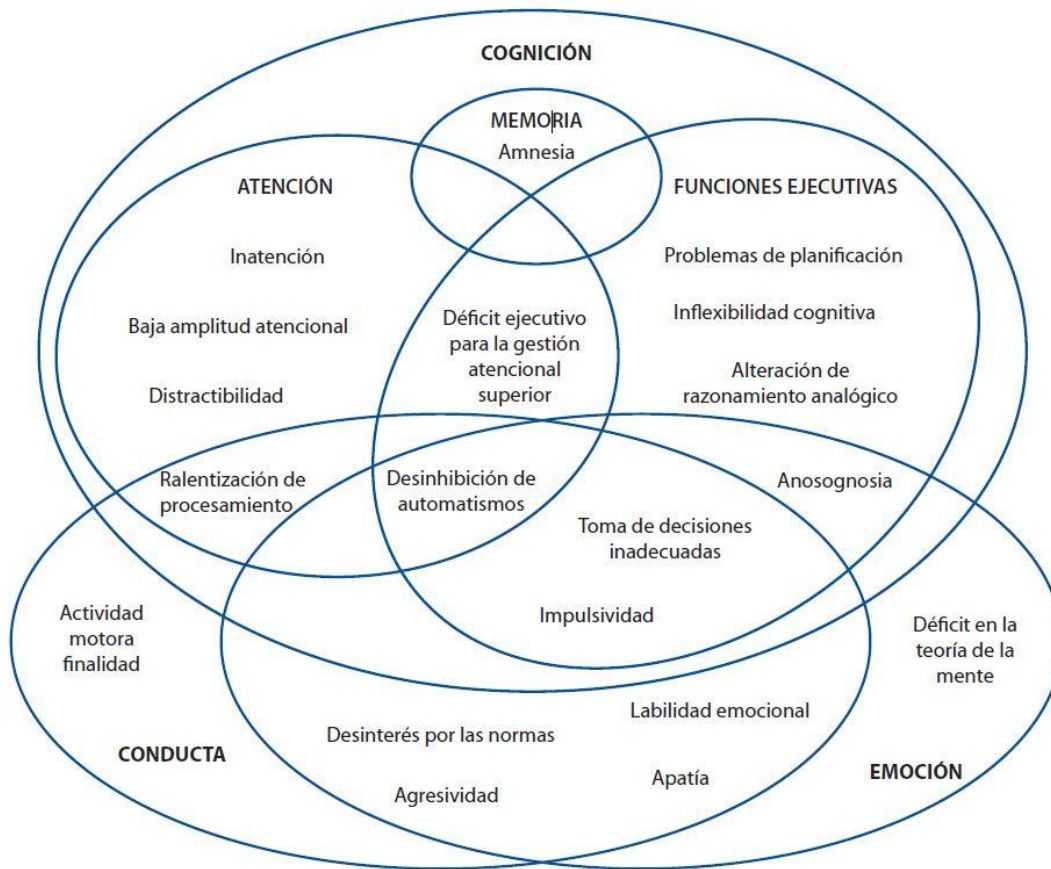 COGNICIÓN
MEMORIA
Amnesia
ATENCIÓN
FUNCIONES EJECUTIVAS
Inatención
Problemas de planificación
Baja amplitud atencional
Déficit ejecutivo
para la gestión
atencional
superior
Inflexibilidad cognitiva
Distractibilidad
Alteración de
razonamiento analógico
Ralentización de
procesamiento
Desinhibición de
automatismos
Anosognosia
Toma de decisiones
inadecuadas
Actividad
motora
finalidad
Impulsividad
Déficit en la
teoría de la
mente
Desinterés por las normas
Labilidad emocional
CONDUCTA
Agresividad
Apatía
EMOCIÓN